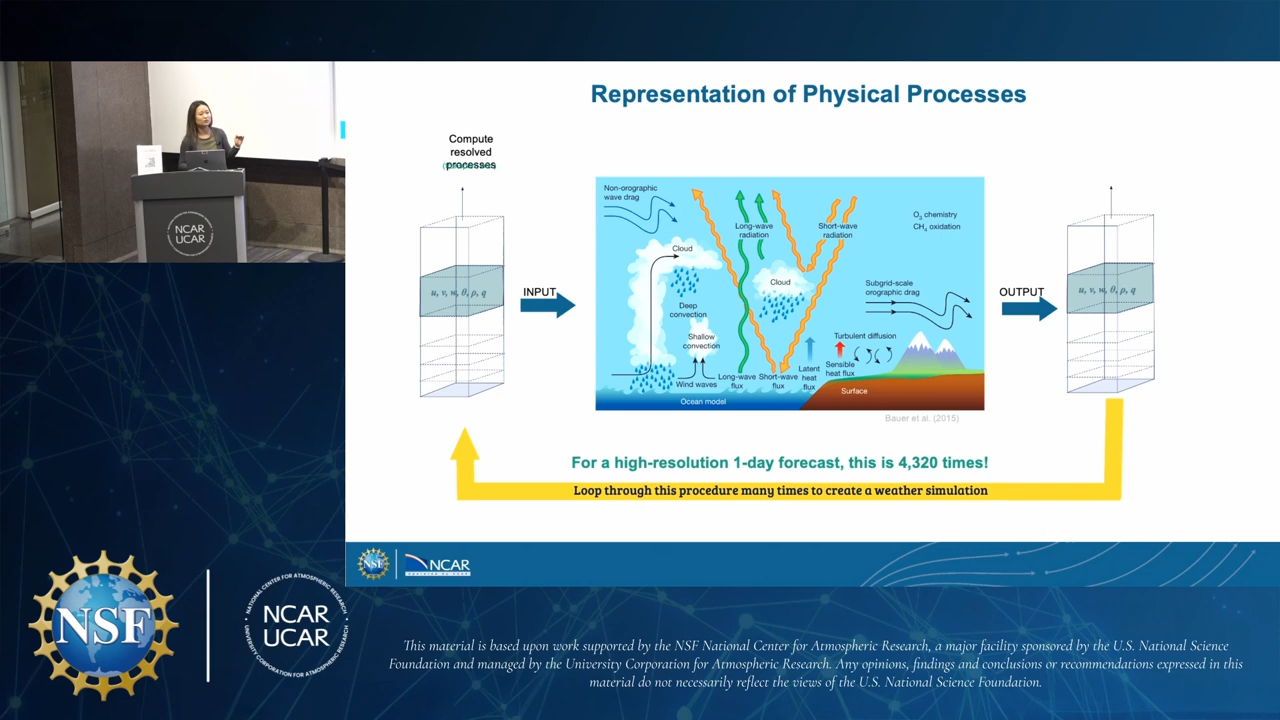 Representation of Physical Processes
Compute
resolved
processes
u, v, w, θ, ρ, q
INPUT
Non-orographic
wave drag
Cloud
Deep
convection
Shallow
convection
Wind waves
Long-wave
radiation
Short-wave
radiation
Cloud
O3 chemistry
CH4 oxidation
Subgrid-scale
orographic drag
Turbulent diffusion
Long-wave
flux
Short-wave
flux
Latent
heat
flux
Sensible
heat flux
Surface
Ocean model
Bauer et al. (2015)
OUTPUT
u, v, w, θ, ρ, q
For a high-resolution 1-day forecast, this is 4,320 times!
Loop through this procedure many times to create a weather simulation
NSF
NCAR
NCAR
UCAR
NSF
NATIONAL CENTER FOR ATMOSPHERIC RESEARCH
NCAR
UCAR
UNIVERSITY CORPORATION FOR ATMOSPHERIC RESEARCH
This material is based upon work supported by the NSF National Center for Atmospheric Research, a major facility sponsored by the U.S. National Science
Foundation and managed by the University Corporation for Atmospheric Research. Any opinions, findings and conclusions or recommendations expressed in this
material do not necessarily reflect the views of the U.S. National Science Foundation.